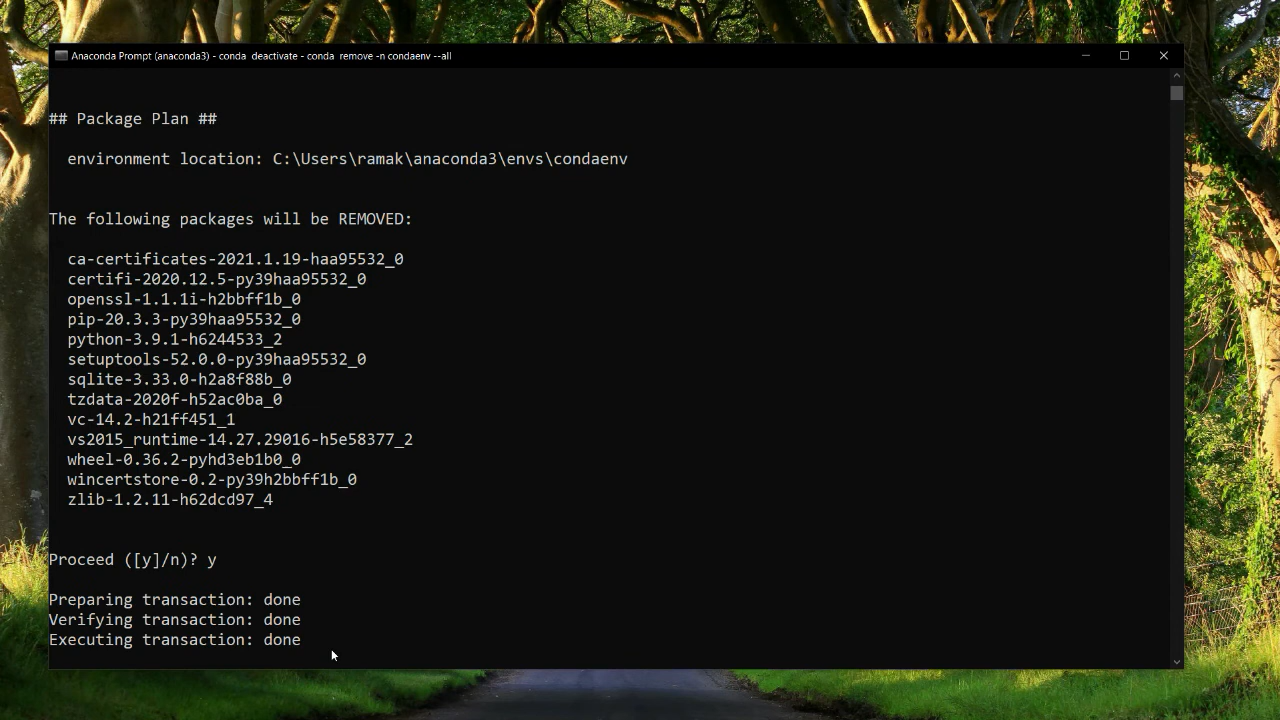 Anaconda Prompt (anaconda3) - conda  deactivate - conda  remove -n condaenv --all
## Package Plan ##
environment location: C:\Users\ramak\anaconda3\envs\condaenv
The following packages will be REMOVED:
ca-certificates-2021.1.19-haa95532_0
certifi-2020.12.5-py39haa95532_0
openssl-1.1.1i-h2bbff1b_0
pip-20.3.3-py39haa95532_0
python-3.9.1-h6244533_2
setuptools-52.0.0-py39haa95532_0
sqlite-3.33.0-h2a8f88b_0
tzdata-2020f-h52ac0ba_0
vc-14.2-h21ff451_1
vs2015_runtime-14.27.29016-h5e58377_2
wheel-0.36.2-pyhd3eb1b0_0
wincertstore-0.2-py39h2bbff1b_0
zlib-1.2.11-h62dcd97_4
Proceed ([y]/n)? y
Preparing transaction: done
Verifying transaction: done
Executing transaction: done